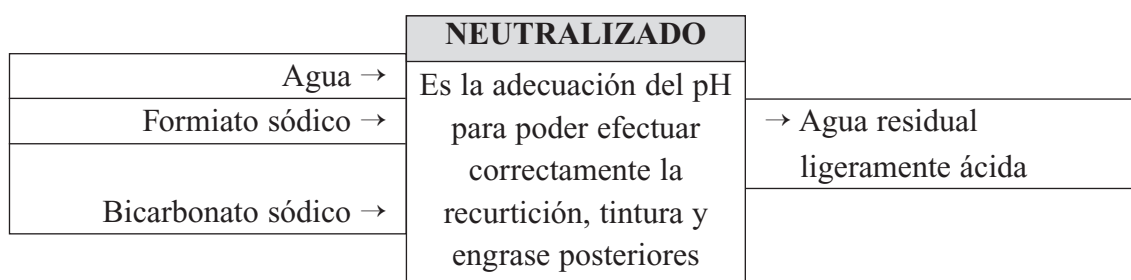 NEUTRALIZADO
Agua →
Formiato sódico →
Bicarbonato sódico →
Es la adecuación del pH
para poder efectuar
correctamente la
recurtición, tintura y
engrase posteriores
→ Agua residual
ligeramente ácida